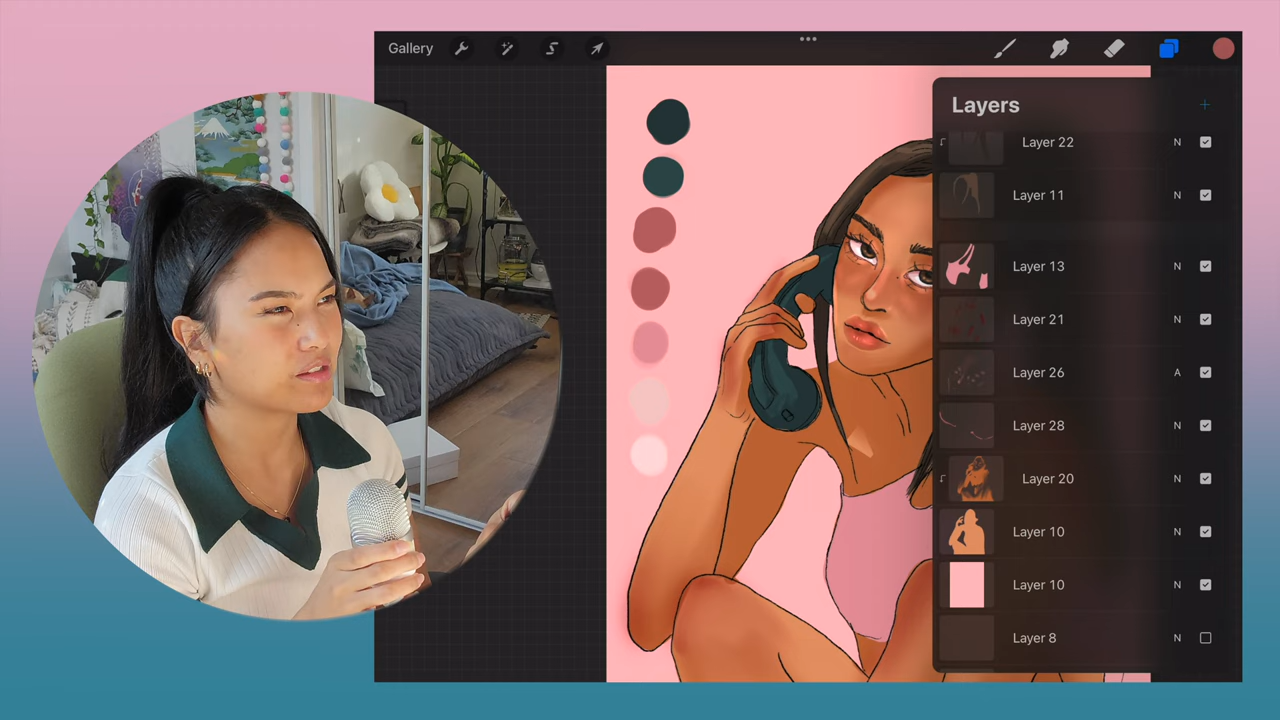 Gallery
Layers
Layer 22 N
Layer 11 N
Layer 13 N
Layer 21 N
Layer 26 A
Layer 28 N
Layer 20 N
Layer 10 N
Layer 10 N
Layer 8 N